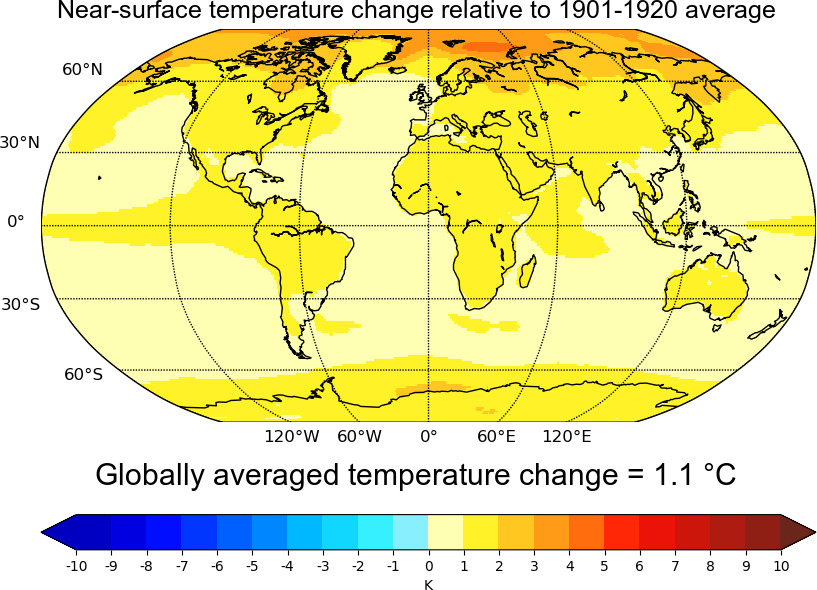 Near-surface temperature change relative to 1901-1920 average
60°N
30°N
0°
30°S
60°S
120°W 60°W 0° 60°E 120°E
Globally averaged temperature change = 1.1 °C
-10 -9 -8 -7 -6 -5 -4 -3 -2 -1 0 1 2 3 4 5 6 7 8 9 10
K